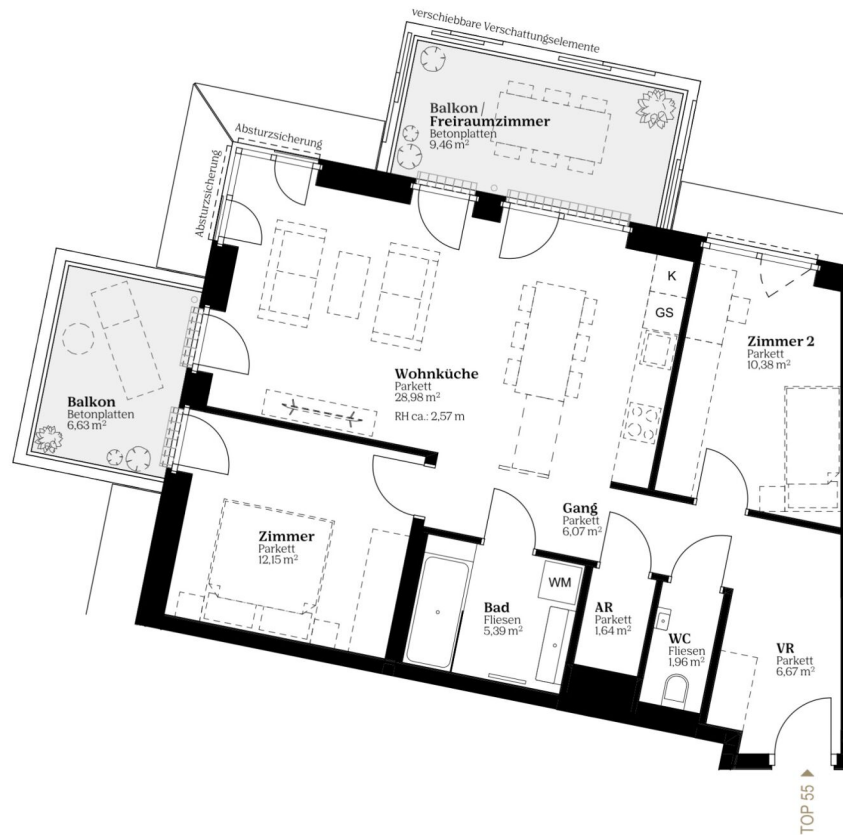 verschiebbare Verschattungselemente
Balkon /
Freiraumzimmer
Betonplatten
9,46 m²
Absturzsicherung
Absturzsicherung
K
GS
Zimmer 2
Parkett
10,38 m²
Wohnküche
Parkett
28,98 m²
RH ca.: 2,57 m
Balkon
Betonplatten
6,63 m²
Zimmer
Parkett
12,15 m²
Gang
Parkett
6,07 m²
WM
Bad
Fliesen
5,39 m²
AR
Parkett
1,64 m²
WC
Fliesen
1,96 m²
VR
Parkett
6,67 m²
TOP 55